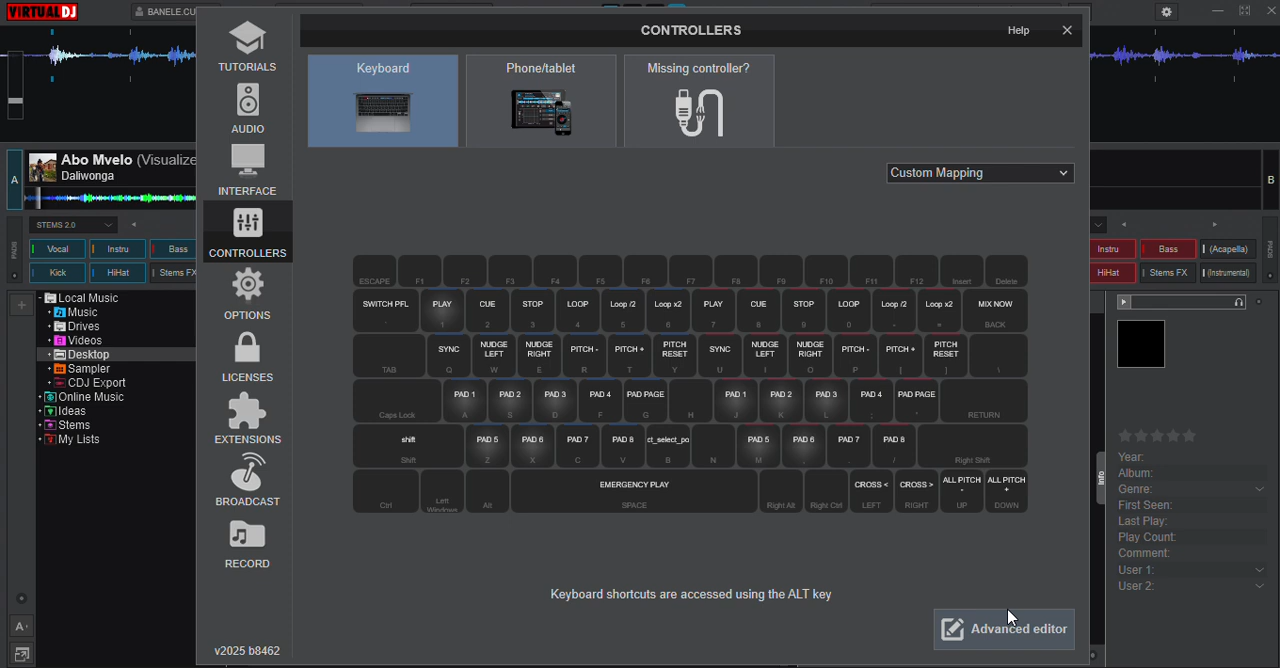 VIRTUAL DJ
BANELE.CU
CONTROLLERS
Help
TUTORIALS
AUDIO
INTERFACE
CONTROLLERS
OPTIONS
LICENSES
EXTENSIONS
BROADCAST
RECORD
v2025 b8462
Keyboard
Phone/tablet
Missing controller?
Custom Mapping
A
Abo Mvelo (Visualize
Daliwonga
B
STEMS 2.0
PADS
Vocal
Instru
Bass
Kick
HiHat
Stems FX
Instru
Bass
(Acapella)
HiHat
Stems FX
(Instrumental)
PADS
Local Music
Music
Drives
Videos
Desktop
Sampler
CDJ Export
Online Music
Ideas
Stems
My Lists
A
ESCAPE F1 F2 F3 F4 F5 F6 F7 F8 F9 F10 F11 F12 Insert Delete
SWITCH PFL PLAY CUE STOP LOOP Loop /2 Loop x2 PLAY CUE STOP LOOP Loop /2 Loop x2 MIX NOW
` 1 2 3 4 5 6 7 8 9 0 - = BACK
SYNC NUDGE LEFT NUDGE RIGHT PITCH - PITCH + PITCH RESET SYNC NUDGE LEFT NUDGE RIGHT PITCH - PITCH + PITCH RESET
TAB Q W E R T Y U I O P [ ] \
PAD 1 PAD 2 PAD 3 PAD 4 PAD PAGE PAD 1 PAD 2 PAD 3 PAD 4 PAD PAGE
Caps Lock A S D F G H J K L ; ' RETURN
shift PAD 5 PAD 6 PAD 7 PAD 8 ct_select_po PAD 5 PAD 6 PAD 7 PAD 8
Shift Z X C V B N M , . / Right Shift
EMERGENCY PLAY CROSS < CROSS > ALL PITCH - ALL PITCH +
Ctrl Left Windows Alt SPACE Right Alt Right Ctrl LEFT RIGHT UP DOWN
Keyboard shortcuts are accessed using the ALT key
Advanced editor
Info
Year:
Album:
Genre:
First Seen:
Last Play:
Play Count:
Comment:
User 1:
User 2: